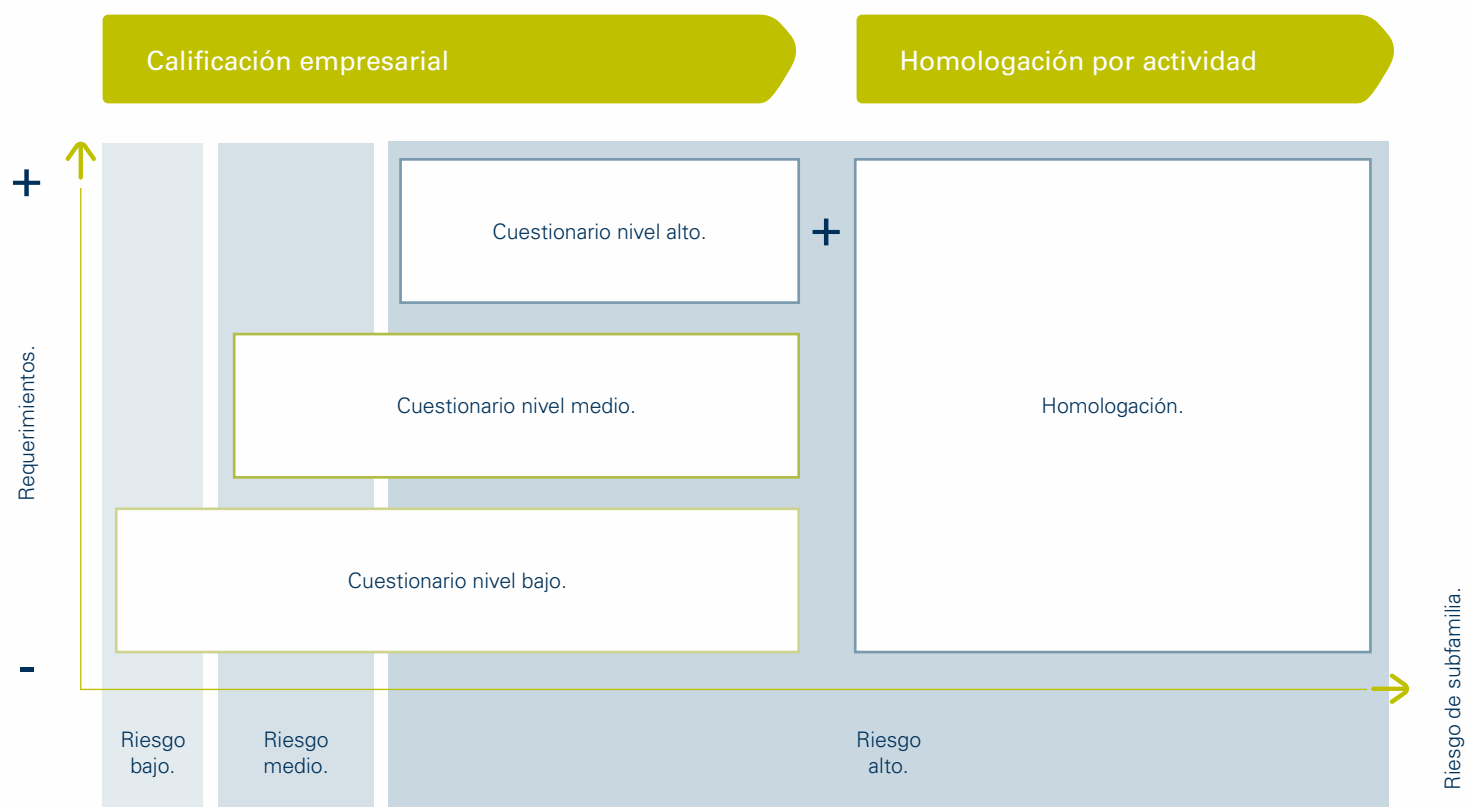 Calificación empresarial
Homologación por actividad
+
Cuestionario nivel alto.
+
Requerimientos.
Cuestionario nivel medio.
Homologación.
Cuestionario nivel bajo.
-
Riesgo de subfamilia.
Riesgo
bajo.
Riesgo
medio.
Riesgo
alto.